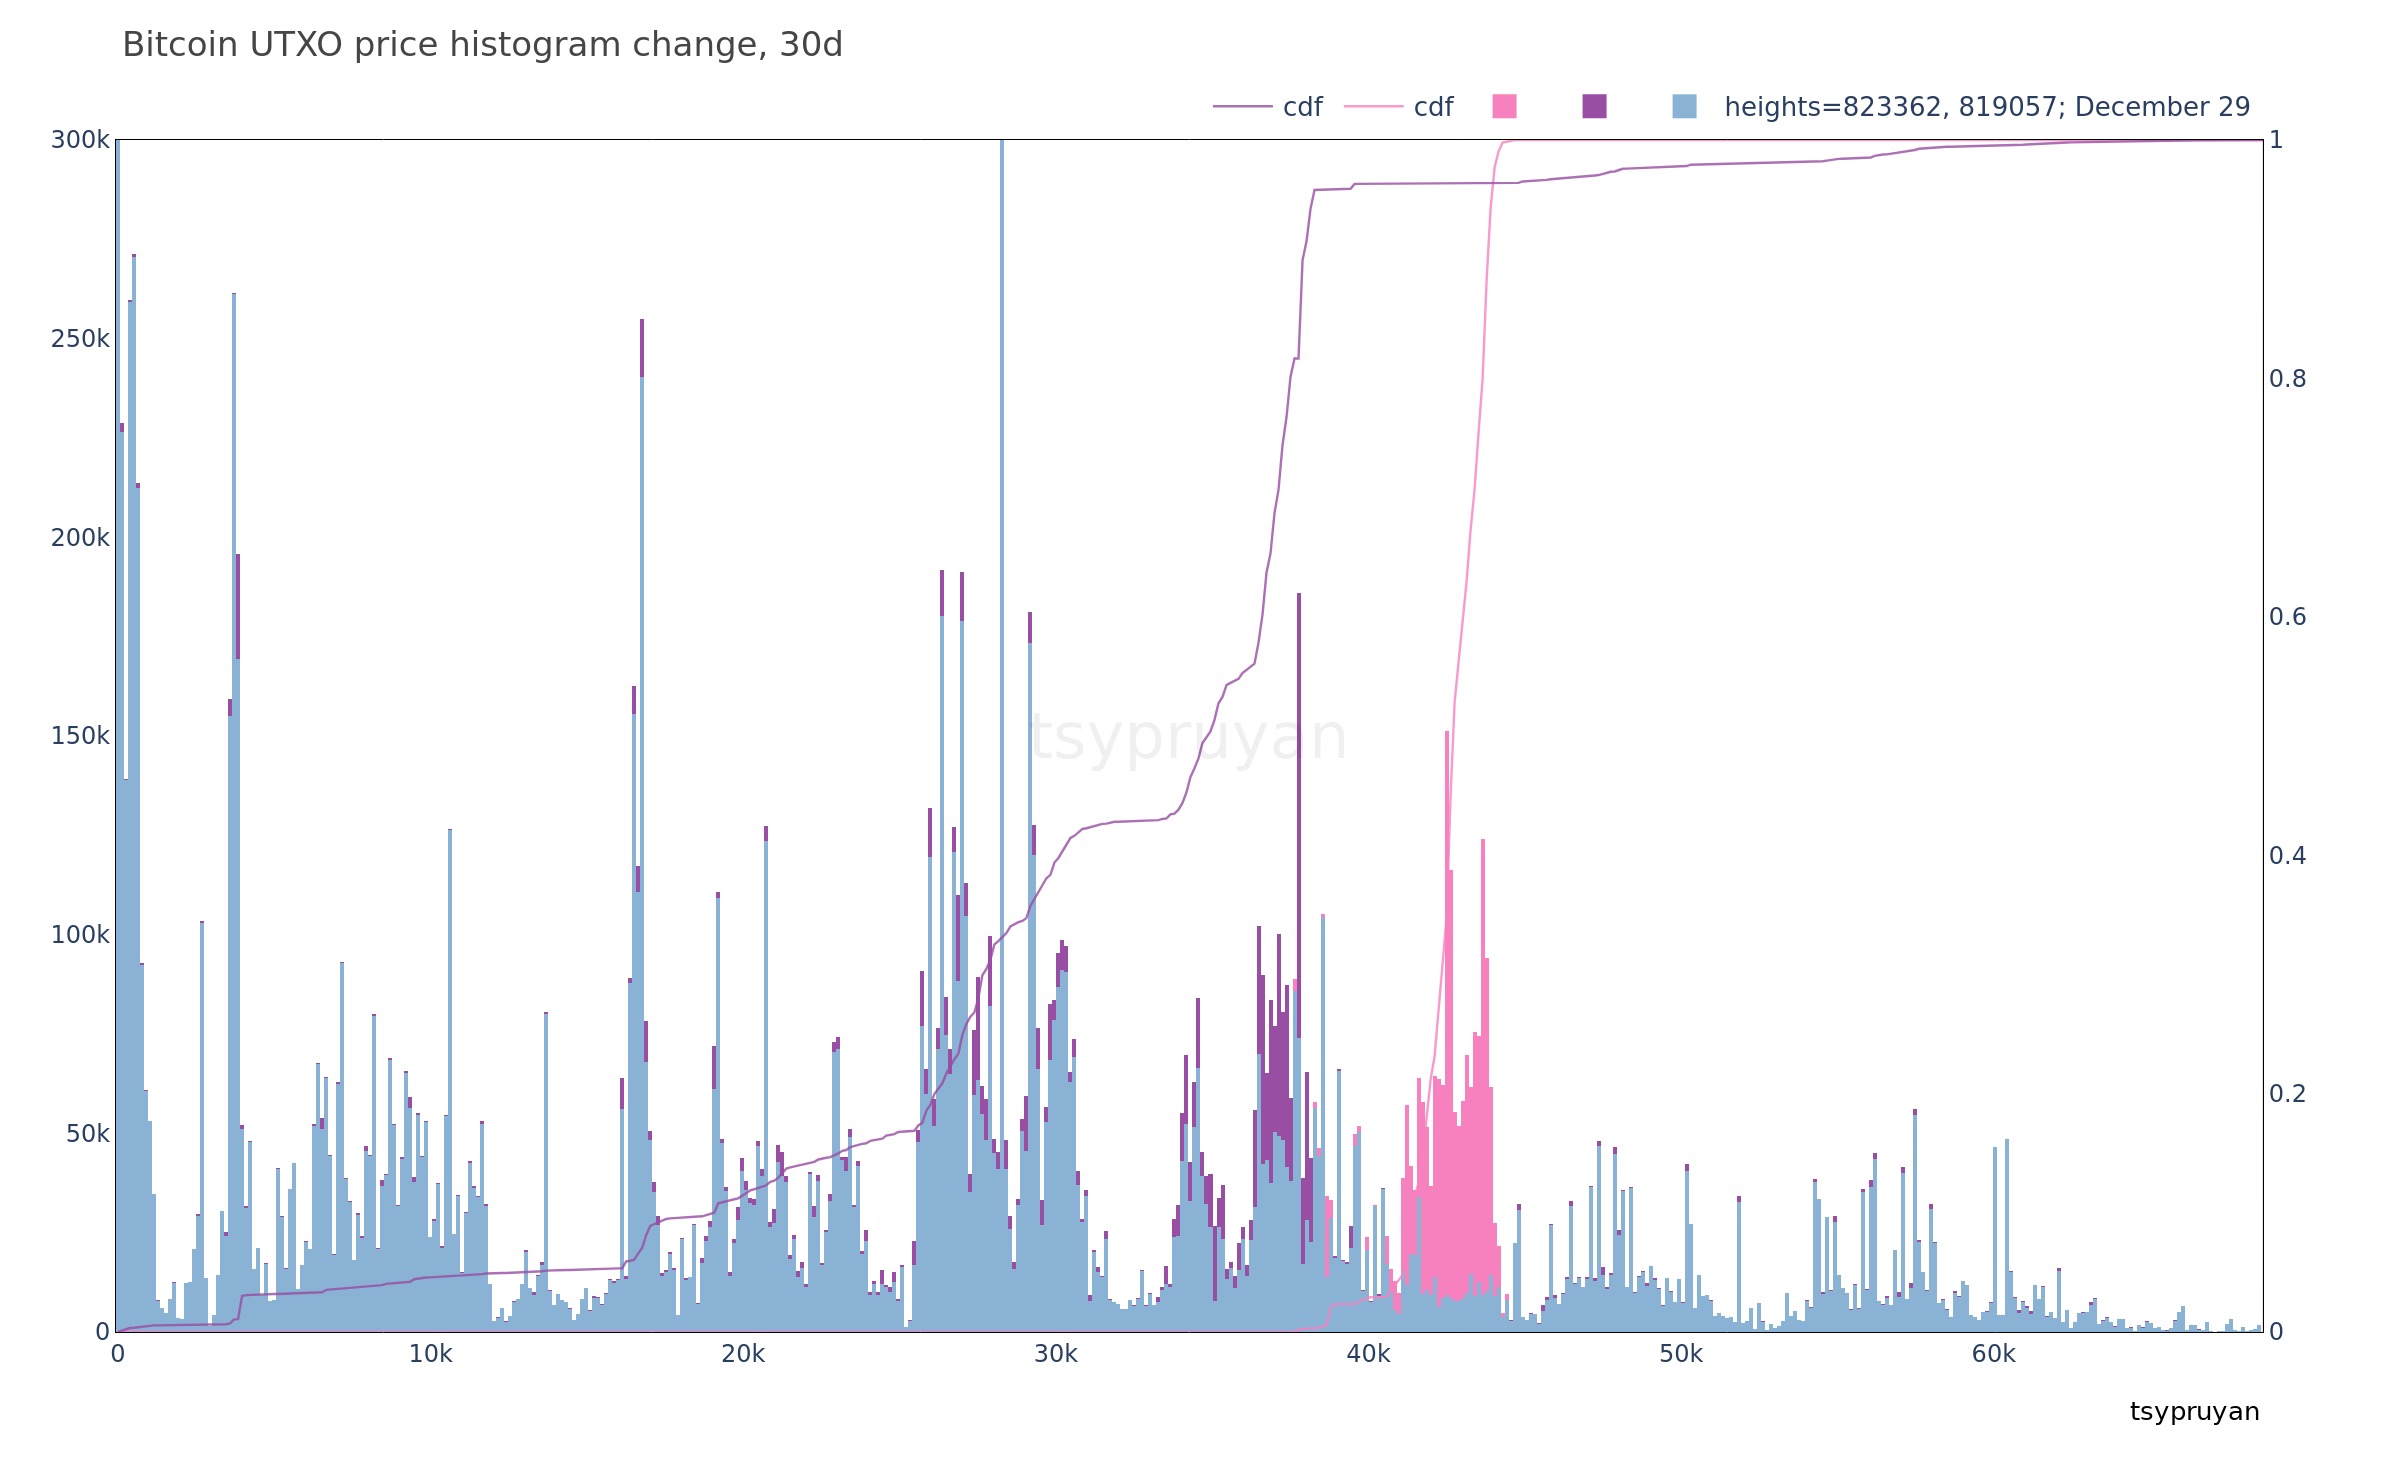 Bitcoin UTXO price histogram change, 30d
cdf cdf heights=823362, 819057; December 29
300k 1
250k
0.8
200k
0.6
150k
tsypruyan
0.4
100k
0.2
50k
0 0
0 10k 20k 30k 40k 50k 60k
tsypruyan